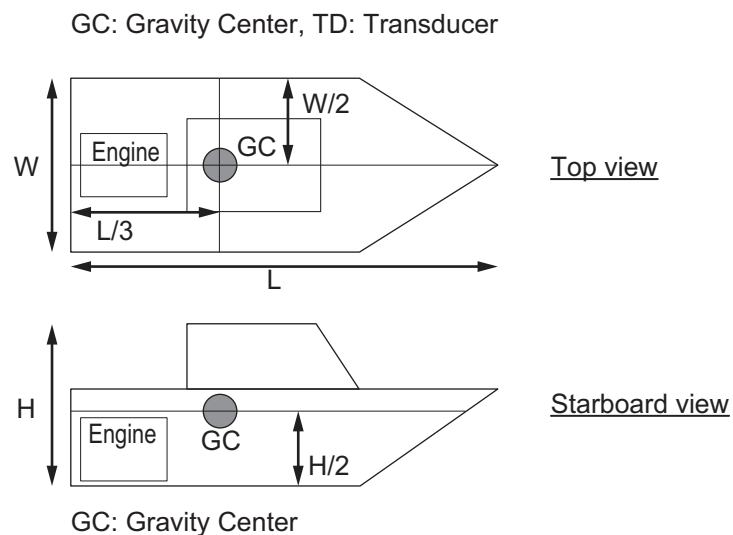 GC: Gravity Center, TD: Transducer
W/2
Engine
GC
W
Top view
L/3
L
H
Starboard view
Engine
GC
H/2
GC: Gravity Center